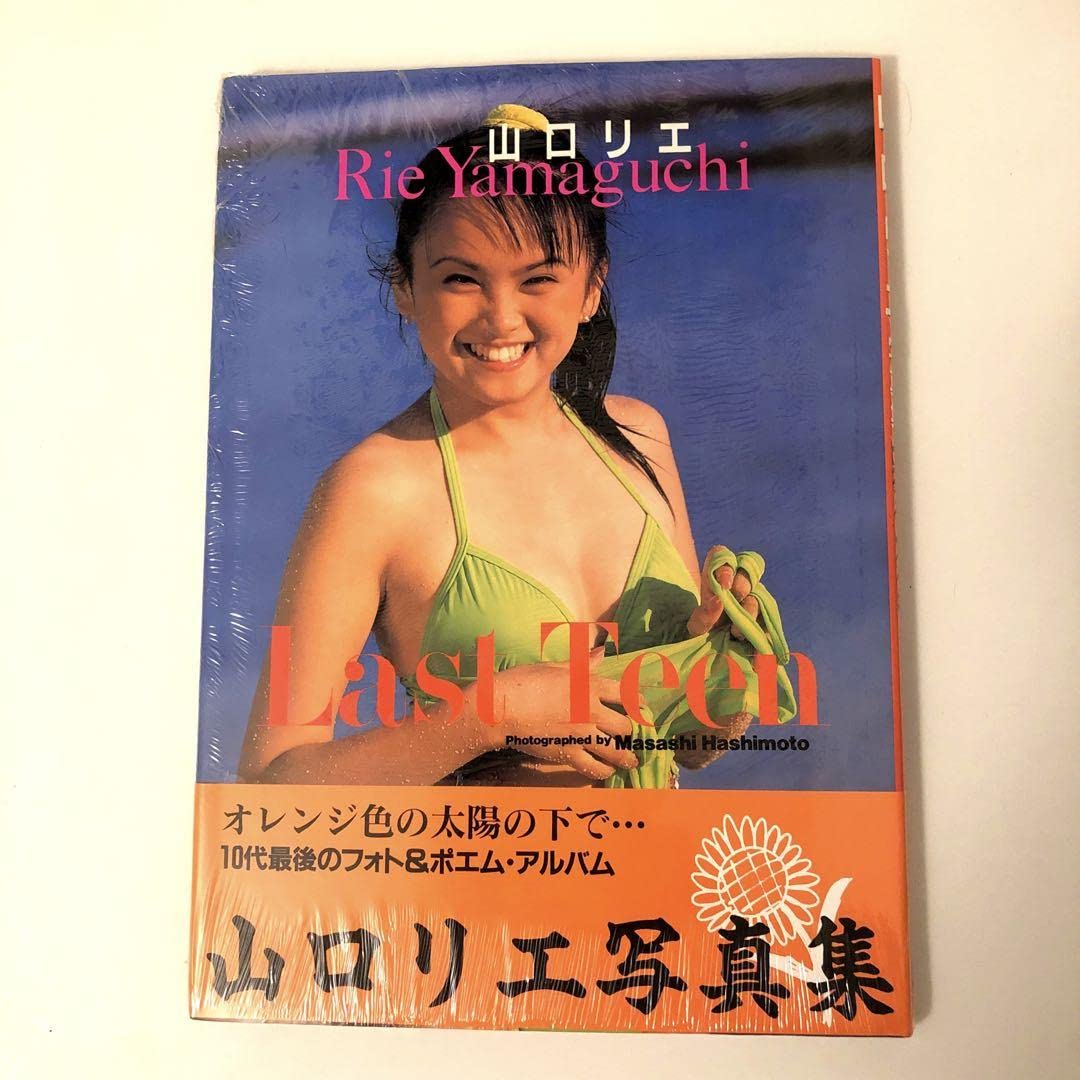 山口リエ
Rie Yamaguchi
Last Teen
Photographed by Masashi Hashimoto
オレンジ色の太陽の下で…
10代最後のフォト&ポエム・アルバム
山口リエ写真集